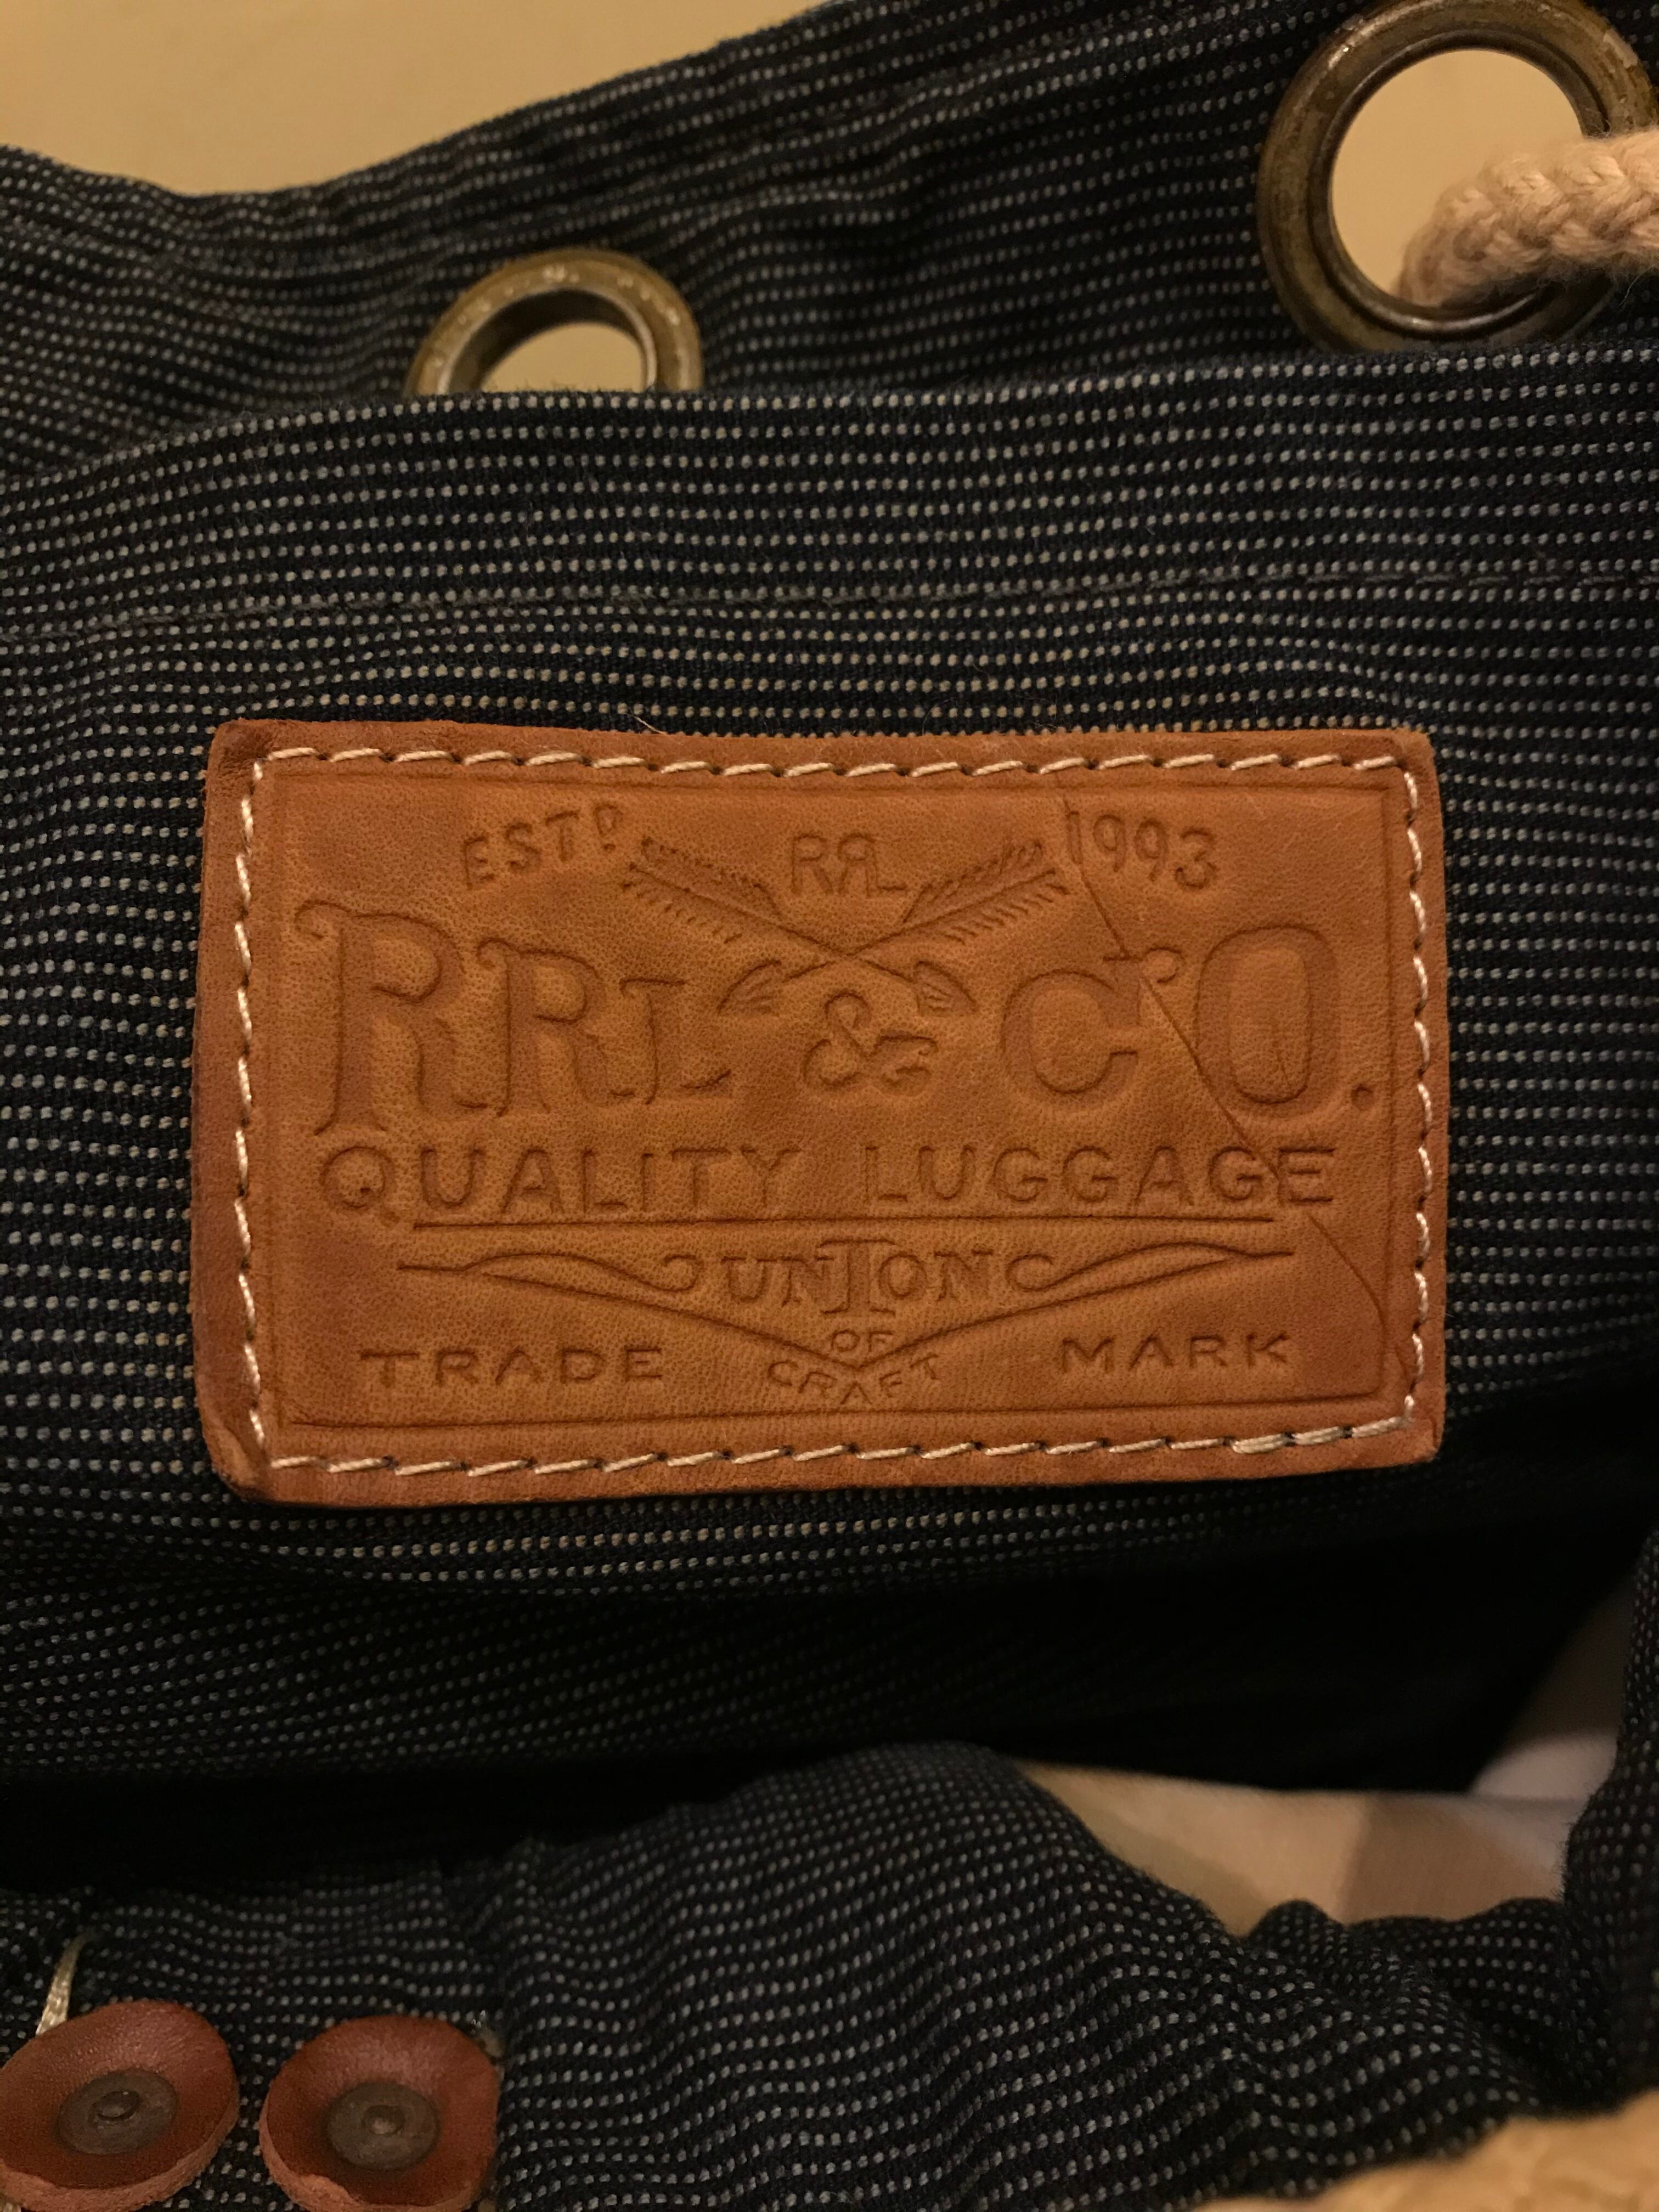 ESTD RRL 1993
RRL & CO.
QUALITY LUGGAGE
UNION
OF
TRADE CRAFT MARK